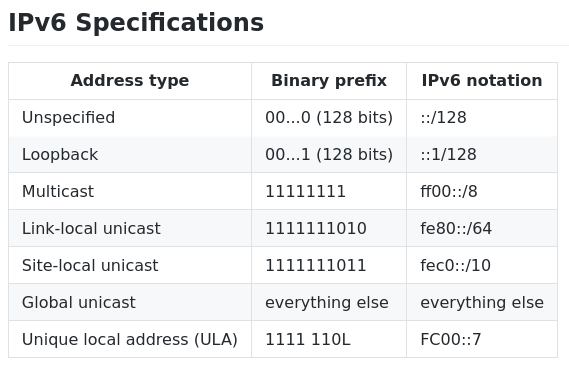 IPv6 Specifications
Address type Binary prefix IPv6 notation
Unspecified 00...0 (128 bits) ::/128
Loopback 00...1 (128 bits) ::1/128
Multicast 11111111 ff00::/8
Link-local unicast 1111111010 fe80::/64
Site-local unicast 1111111011 fec0::/10
Global unicast everything else everything else
Unique local address (ULA) 1111 110L FC00::7